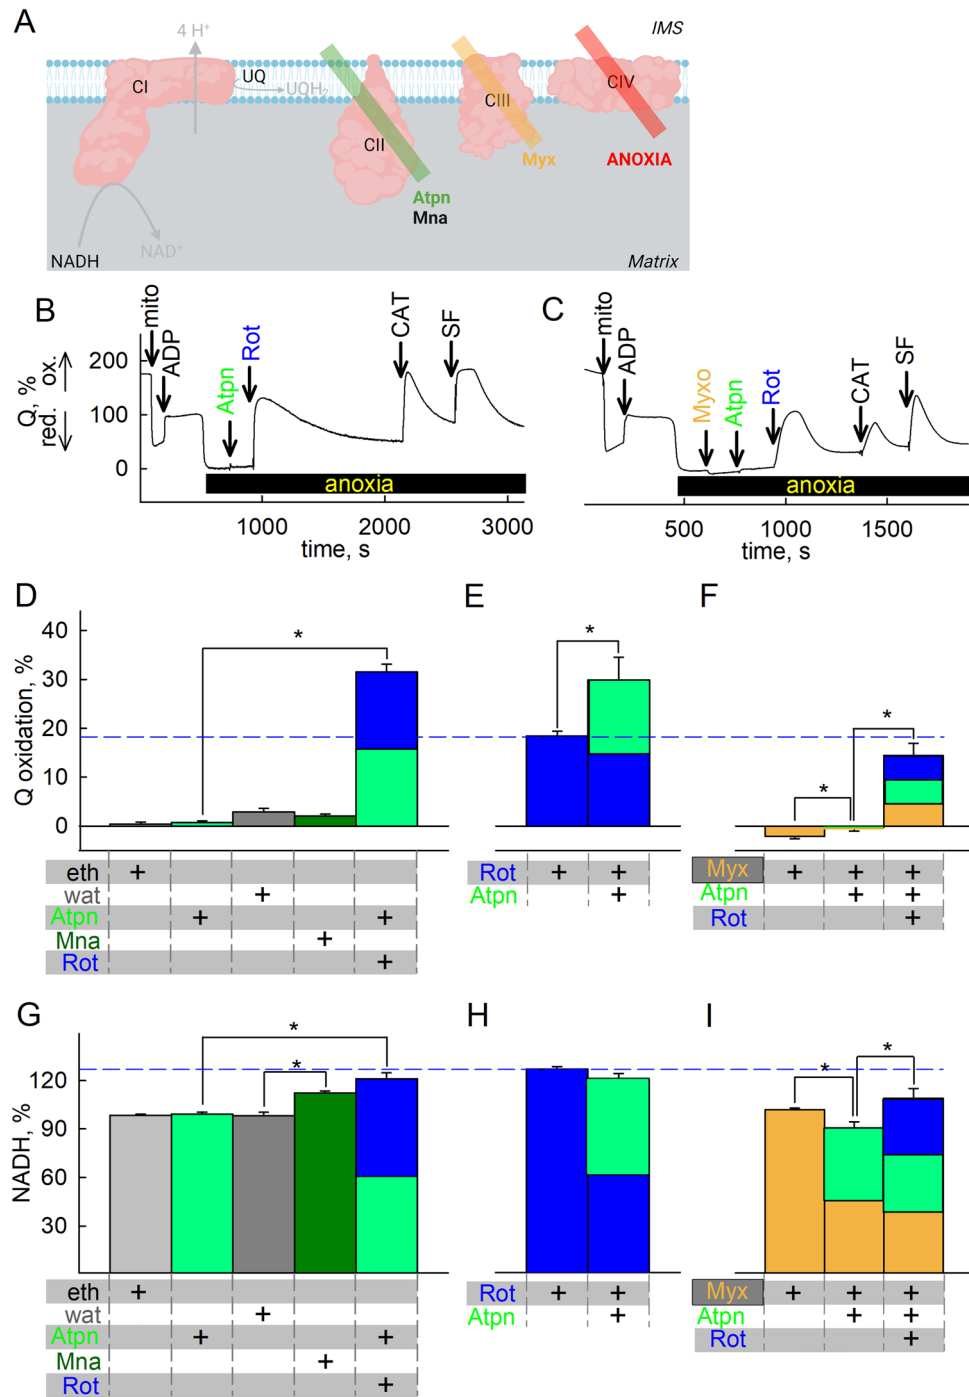 A
4 H⁺
IMS
CI
UQ
UQH₂
CII
CIII
CIV
Myx
ANOXIA
Atpn
Mna
NADH
NAD⁺
Matrix
B
mito
ADP
Atpn
Rot
CAT
SF
Q, %
red. ox.
200
100
0
anoxia
1000
2000
3000
time, s
C
mito
ADP
Myxo
Atpn
Rot
CAT
SF
anoxia
500
1000
1500
time, s
D
E
F
Q oxidation, %
40
30
20
10
0
*
*
*
*
eth +
wat +
Atpn + +
Mna +
Rot +
Rot + +
Atpn +
Myx + + +
Atpn + +
Rot +
G
H
I
NADH, %
120
90
60
30
*
*
*
*
eth +
wat +
Atpn + +
Mna +
Rot +
Rot + +
Atpn +
Myx + + +
Atpn + +
Rot +